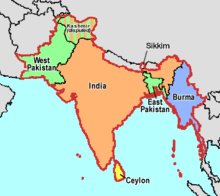 Kashmir
(disputed)
Sikkim
West
Pakistan
India
East
Pakistan
Burma
Ceylon